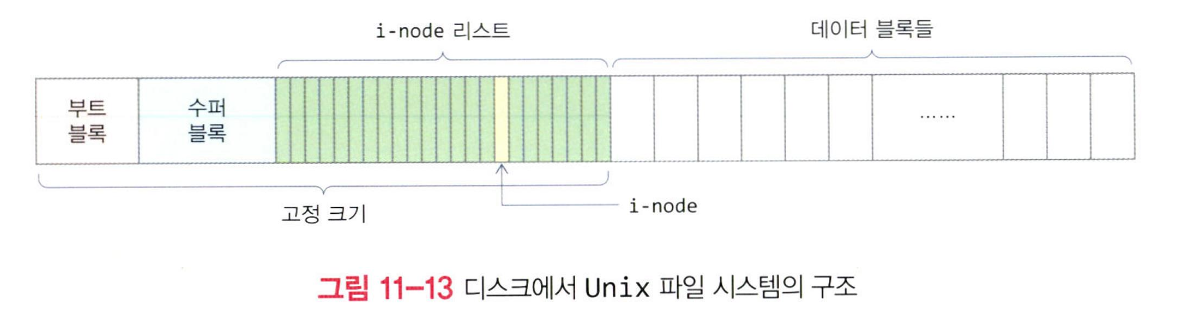 i-node 리스트
데이터 블록들
부트
블록
수퍼
블록
……
고정 크기
i-node
그림 11-13 디스크에서 Unix 파일 시스템의 구조